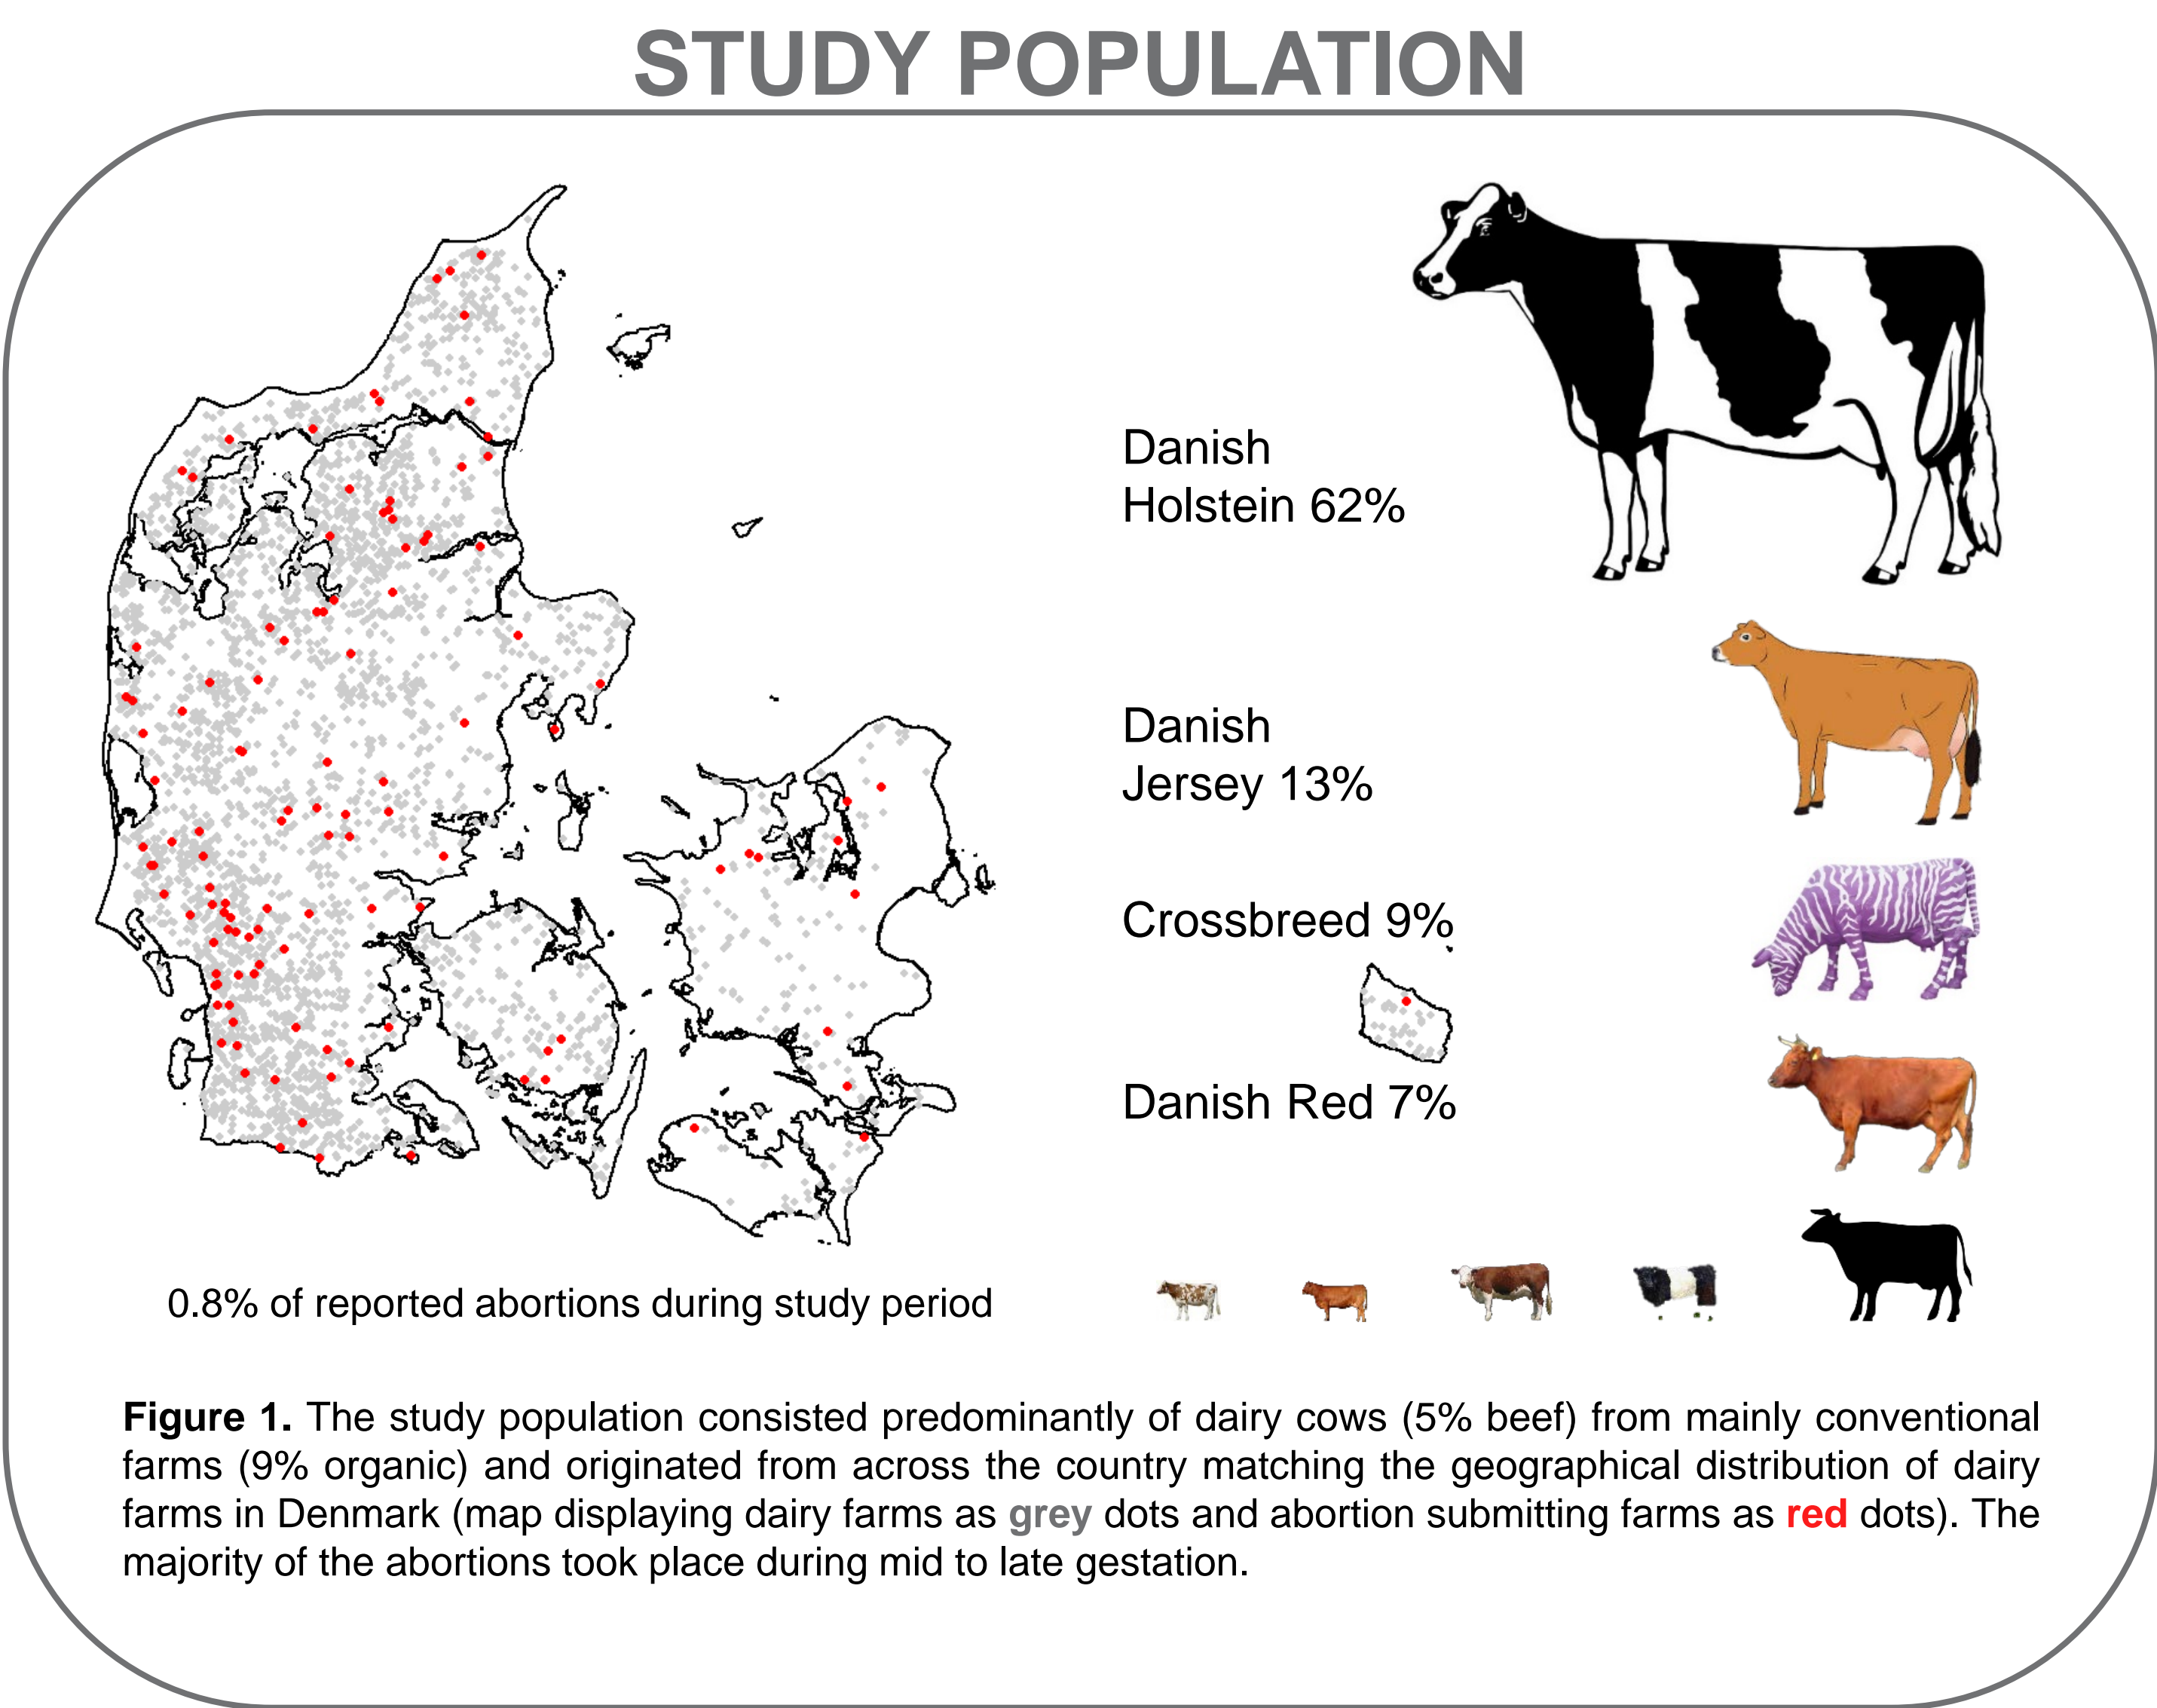 STUDY POPULATION
Danish
Holstein 62%
Danish
Jersey 13%
Crossbreed 9%
Danish Red 7%
0.8% of reported abortions during study period
Figure 1. The study population consisted predominantly of dairy cows (5% beef) from mainly conventional
farms (9% organic) and originated from across the country matching the geographical distribution of dairy
farms in Denmark (map displaying dairy farms as grey dots and abortion submitting farms as red dots). The
majority of the abortions took place during mid to late gestation.